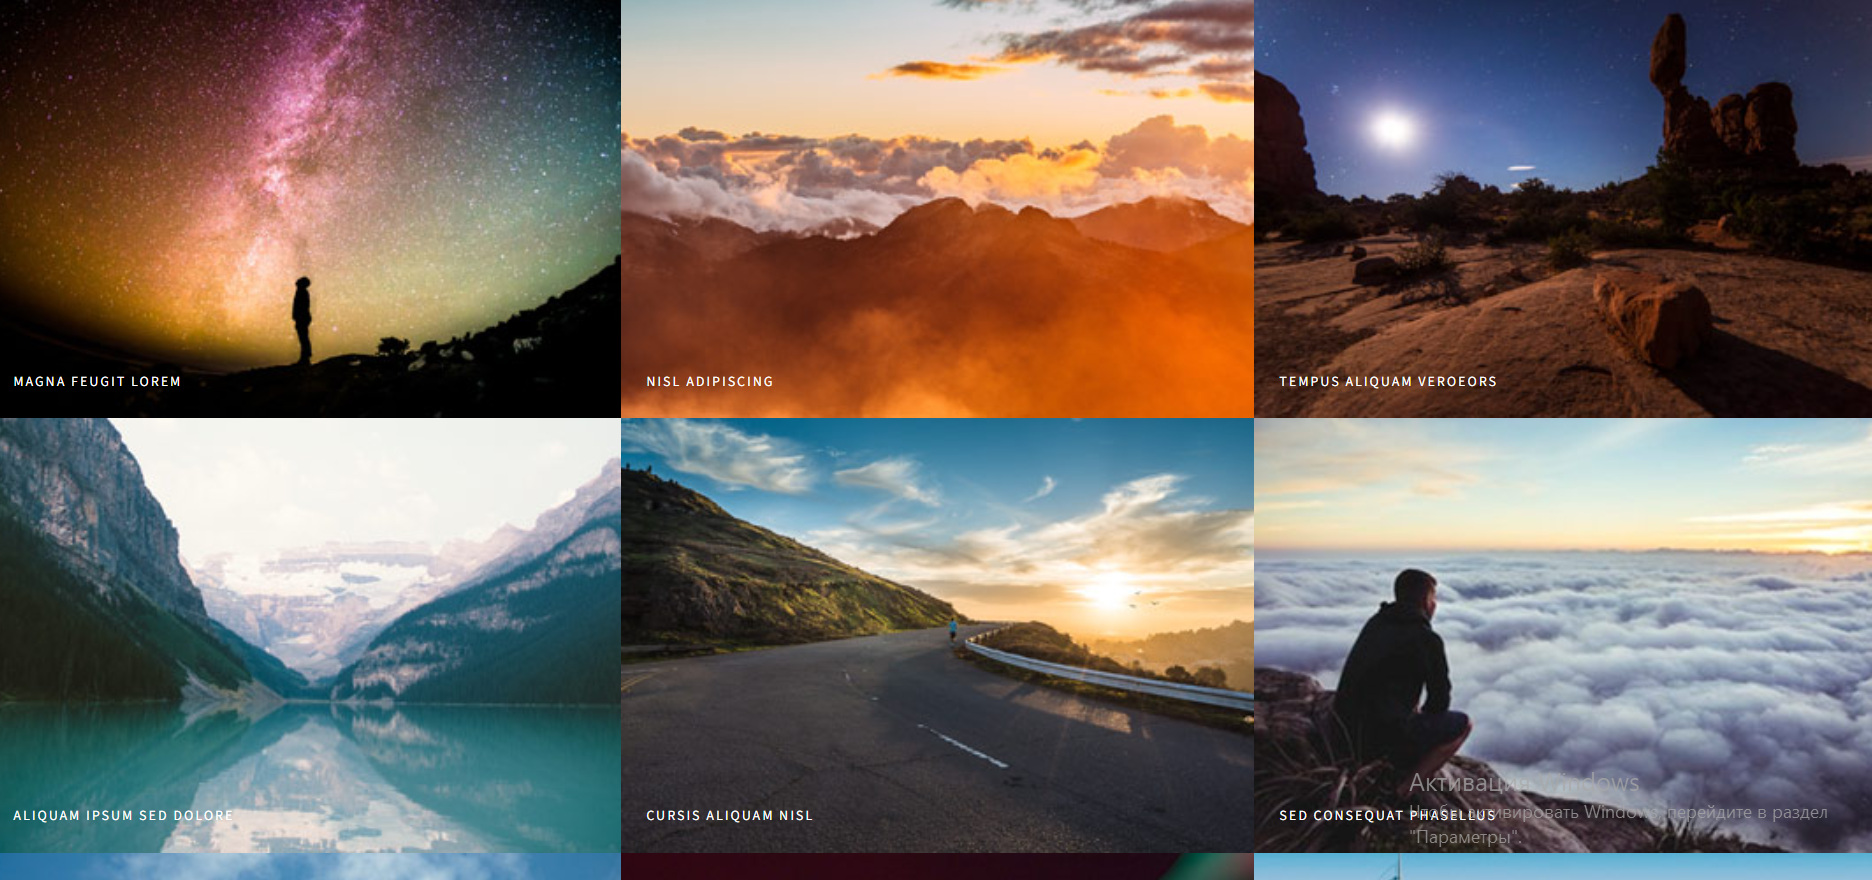 MAGNA FEUGIT LOREM
NISL ADIPISCING
TEMPUS ALIQUAM VEROEORS
ALIQUAM IPSUM SED DOLORE
CURSIS ALIQUAM NISL
SED CONSEQUAT PHASELLUS
Активация Windows
Чтобы активировать Windows, перейдите в раздел
"Параметры".